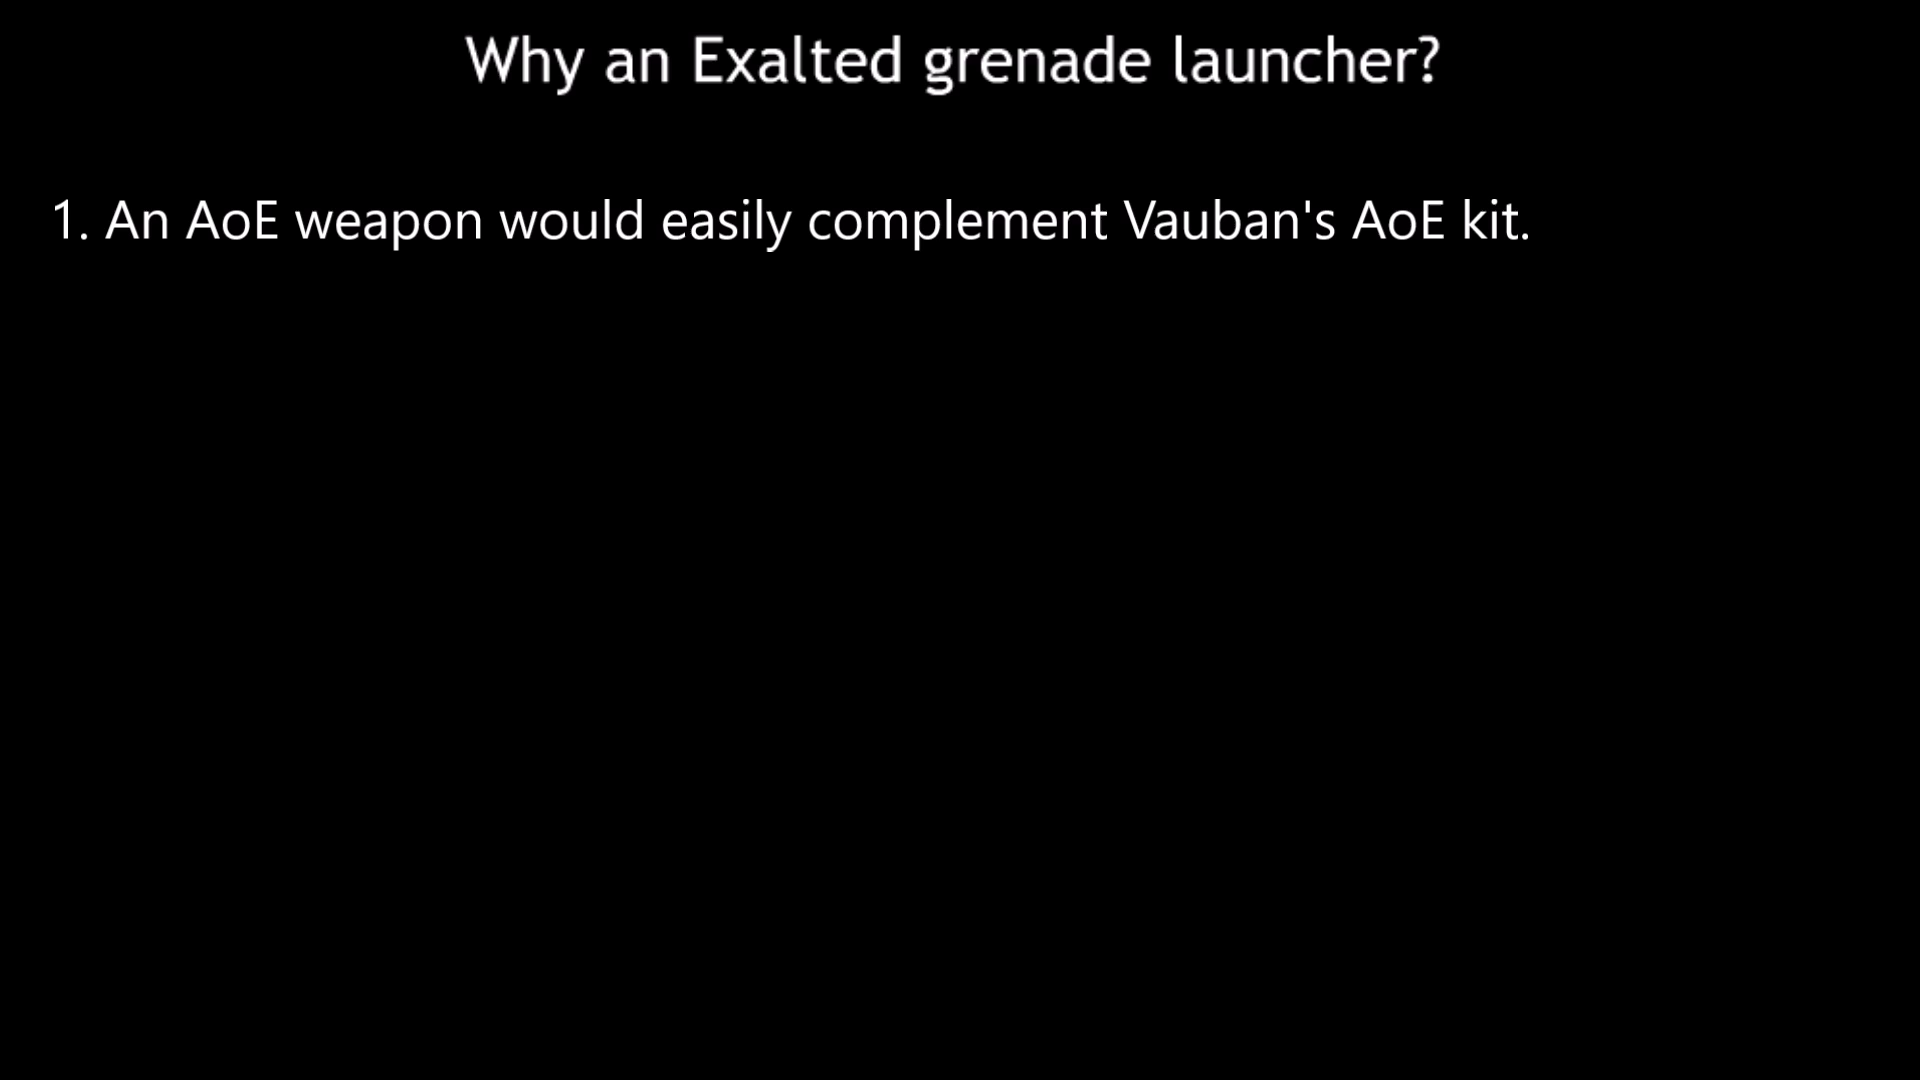 Why an Exalted grenade launcher?
1. An AoE weapon would easily complement Vauban's AoE kit.